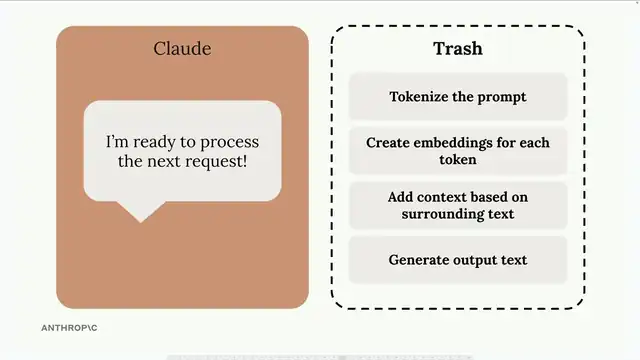 Claude
I'm ready to process
the next request!
Trash
Tokenize the prompt
Create embeddings for each
token
Add context based on
surrounding text
Generate output text
ANTHROP\C